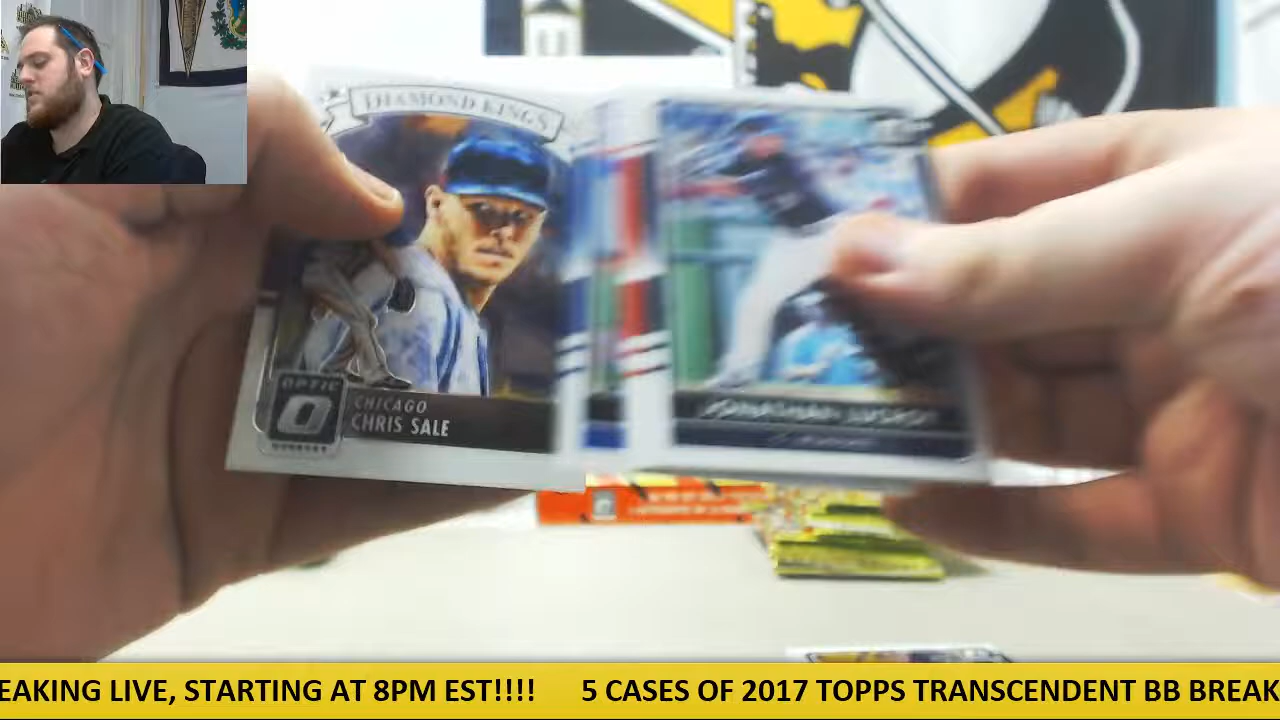 DIAMOND KINGS
OPTIC
CHICAGO
CHRIS SALE
JONATHAN
EAKING LIVE, STARTING AT 8PM EST!!!! 5 CASES OF 2017 TOPPS TRANSCENDENT BB BREAK